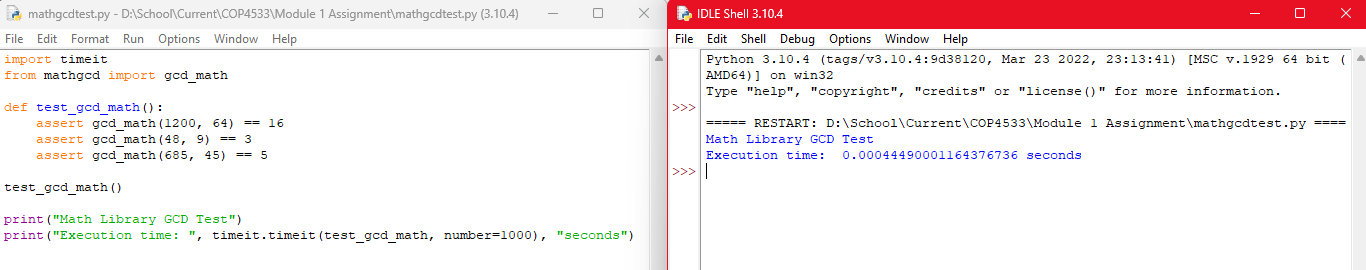 mathgcdtest.py - D:\School\Current\COP4533\Module 1 Assignment\mathgcdtest.py (3.10.4)
File Edit Format Run Options Window Help
import timeit
from mathgcd import gcd_math
def test_gcd_math():
    assert gcd_math(1200, 64) == 16
    assert gcd_math(48, 9) == 3
    assert gcd_math(685, 45) == 5
test_gcd_math()
print("Math Library GCD Test")
print("Execution time: ", timeit.timeit(test_gcd_math, number=1000), "seconds")
IDLE Shell 3.10.4
File Edit Shell Debug Options Window Help
Python 3.10.4 (tags/v3.10.4:9d38120, Mar 23 2022, 23:13:41) [MSC v.1929 64 bit (
AMD64)] on win32
Type "help", "copyright", "credits" or "license()" for more information.
>>>
===== RESTART: D:\School\Current\COP4533\Module 1 Assignment\mathgcdtest.py ====
Math Library GCD Test
Execution time:  0.00044490001164376736 seconds
>>>